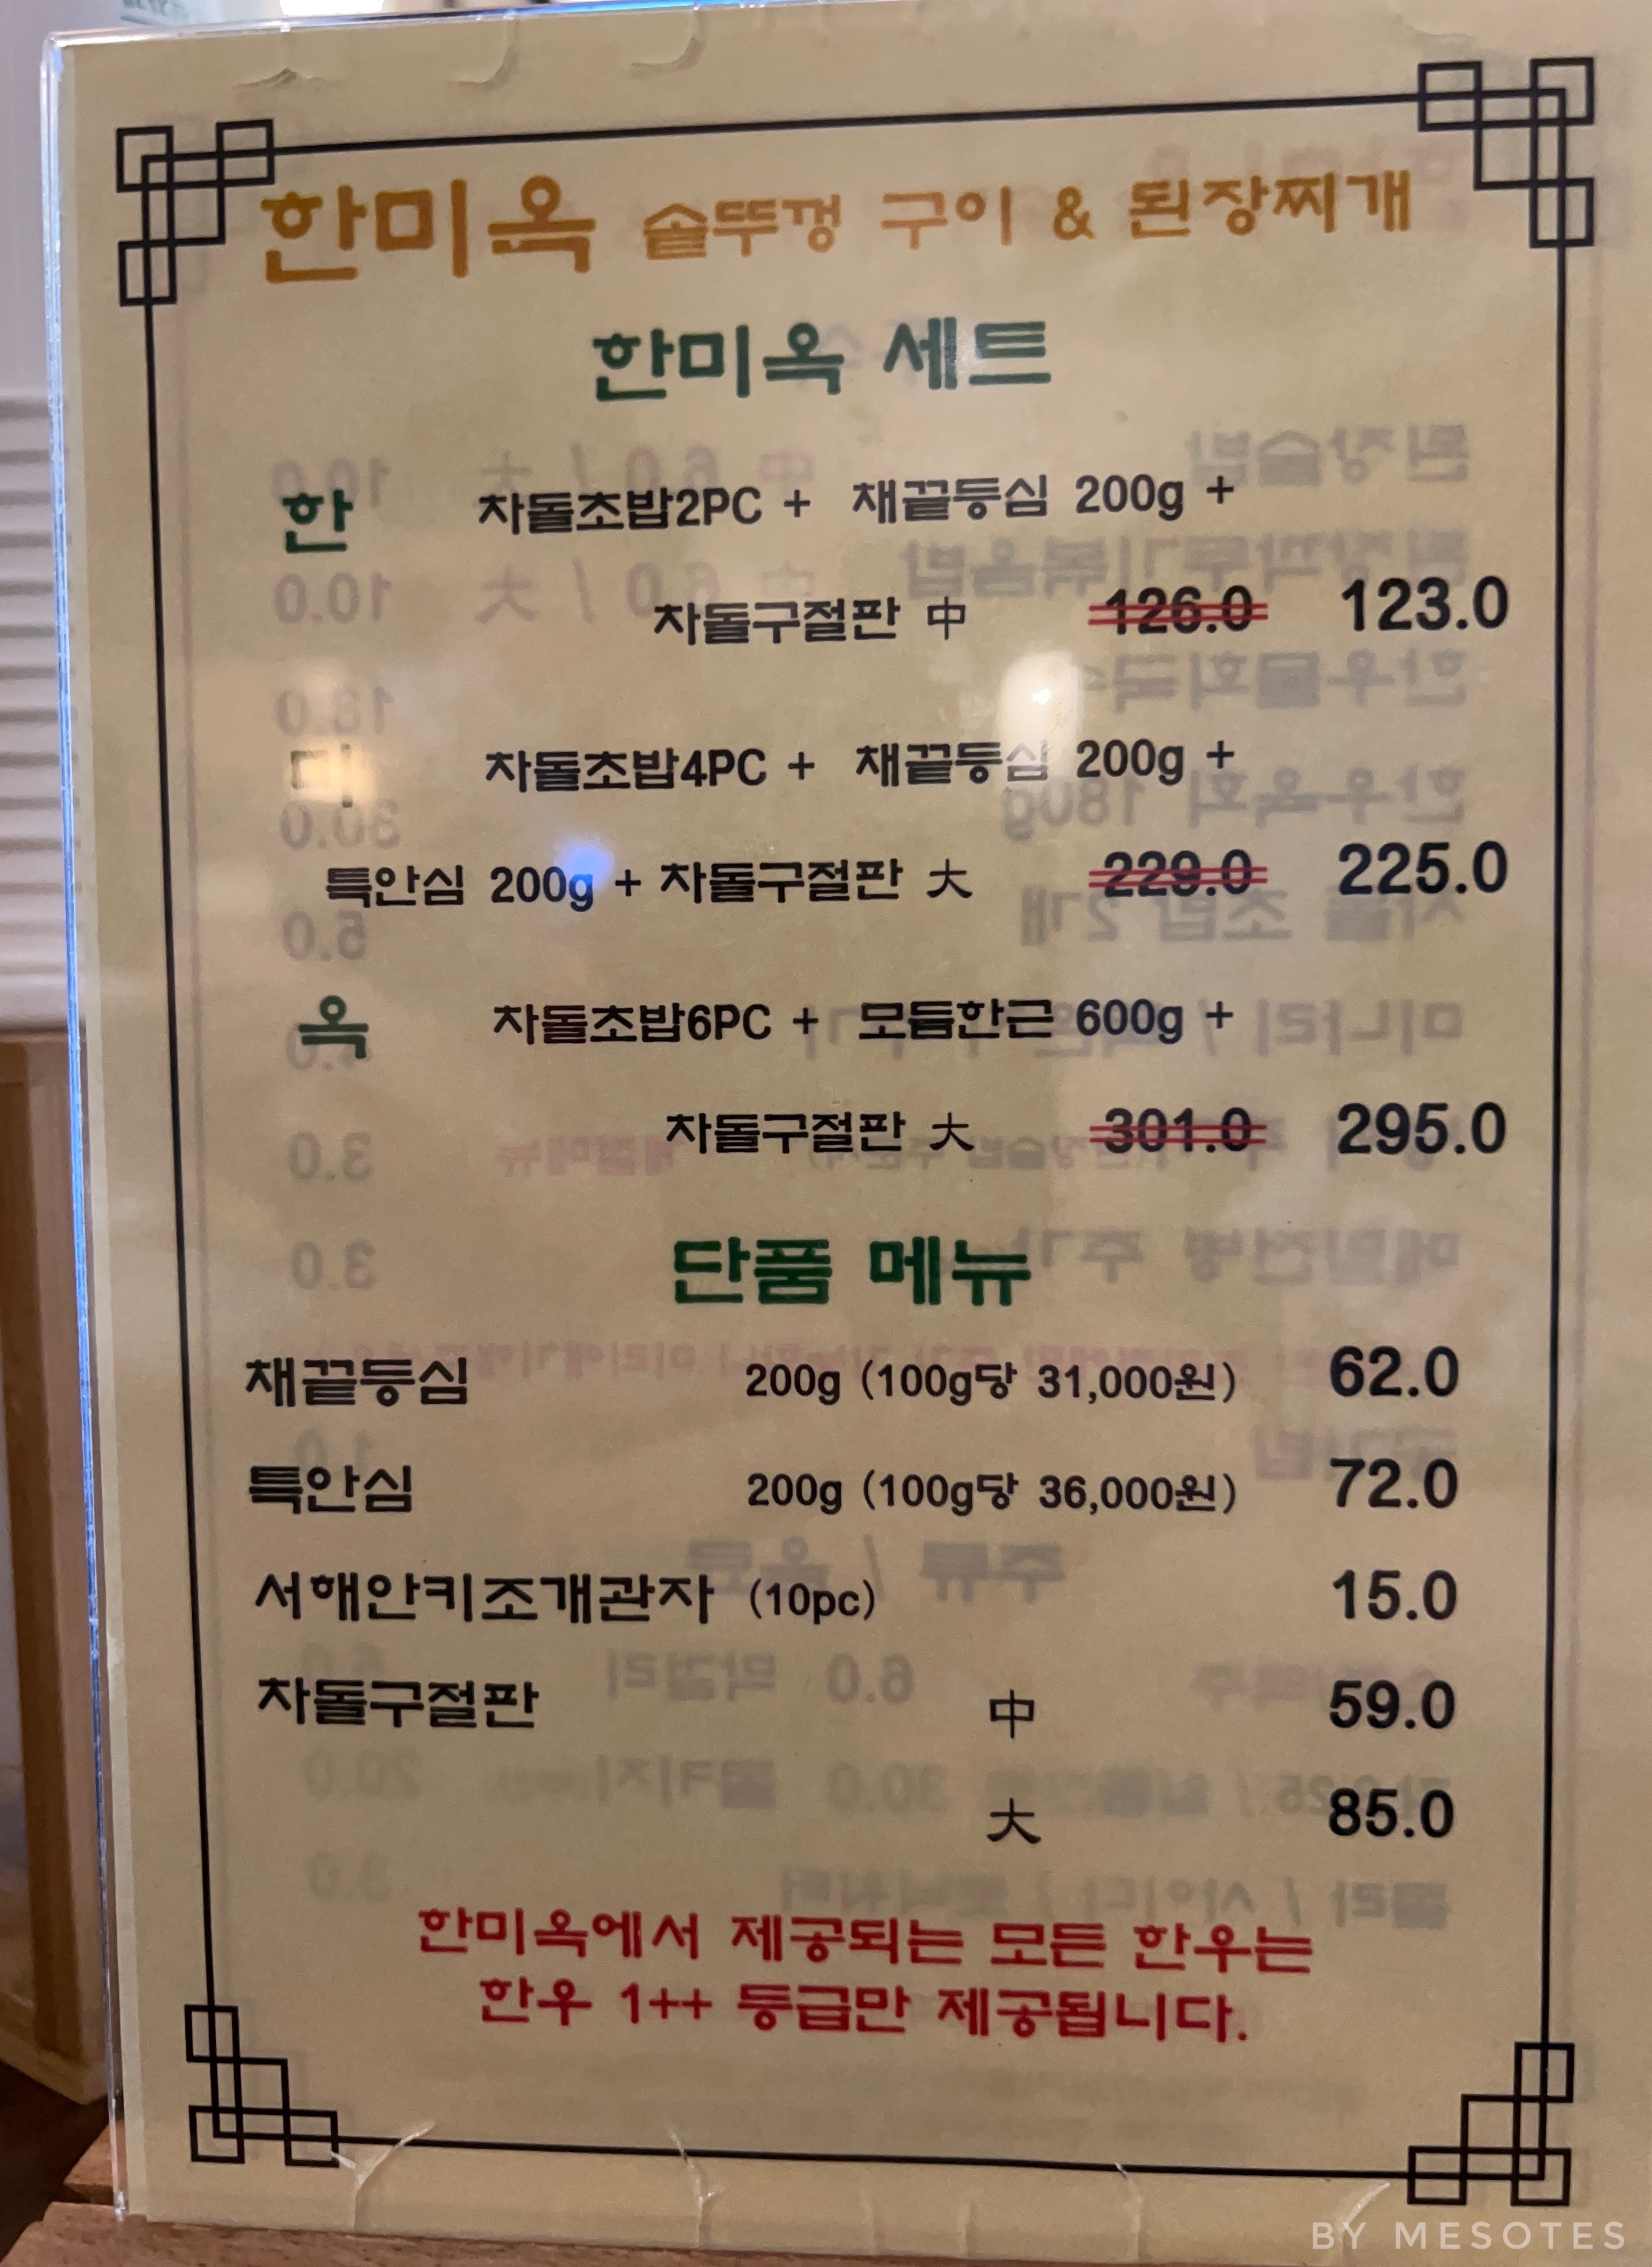 한미옥 솥뚜껑 구이 & 된장찌개
한미옥 세트
한 차돌초밥2PC + 채끝등심 200g +
차돌구절판 中 126.0 123.0
미 차돌초밥4PC + 채끝등심 200g +
특안심 200g + 차돌구절판 大 229.0 225.0
옥 차돌초밥6PC + 모듬한근 600g +
차돌구절판 大 301.0 295.0
단품 메뉴
채끝등심 200g (100g당 31,000원) 62.0
특안심 200g (100g당 36,000원) 72.0
서해안키조개관자 (10pc) 15.0
차돌구절판 中 59.0
大 85.0
한미옥에서 제공되는 모든 한우는
한우 1++ 등급만 제공됩니다.
BY MESOTES